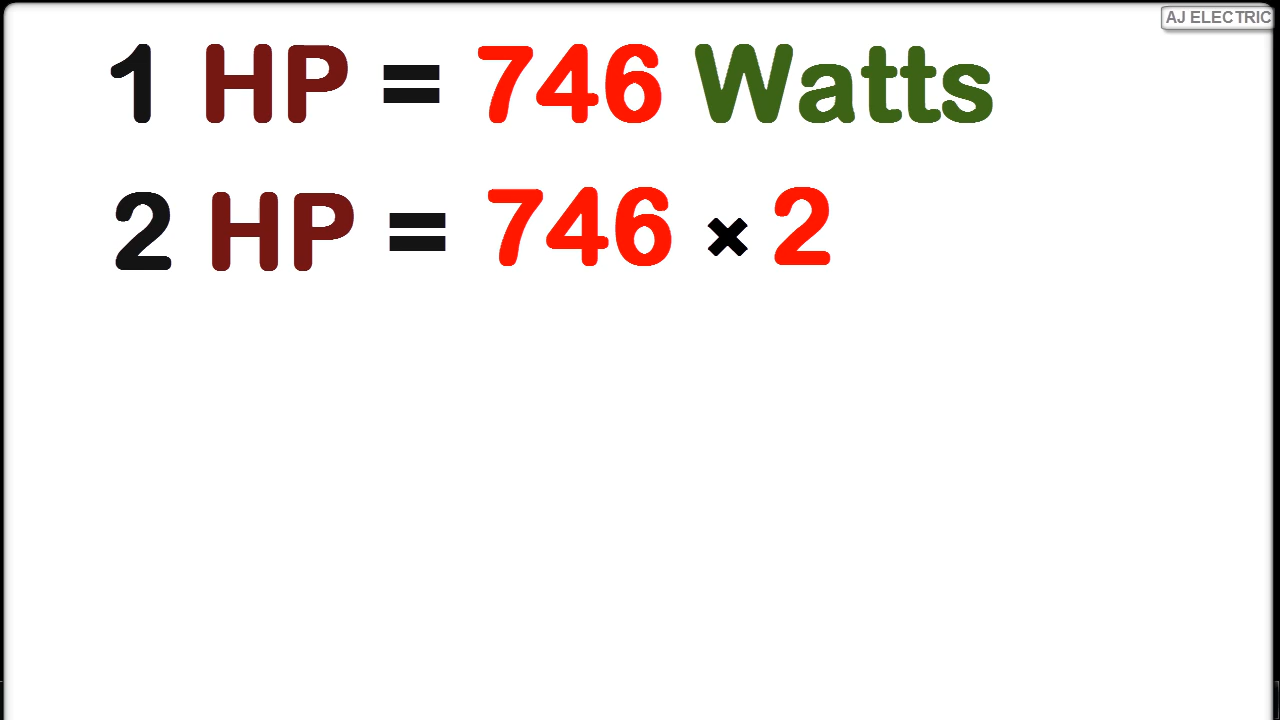 AJ ELECTRIC
1 HP = 746 Watts
2 HP = 746 × 2